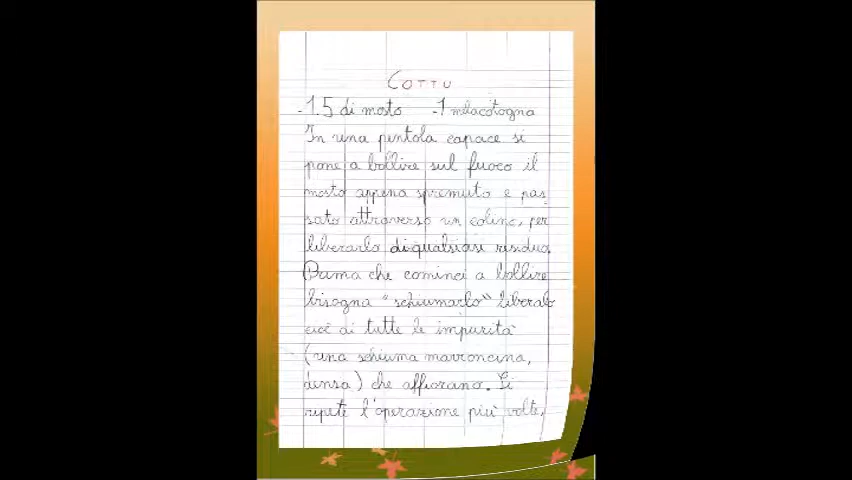 COTTU
- 1.5 di mosto - 1 melacotogna
In una pentola capace si
pone a bollire sul fuoco il
mosto appena spremuto e pas
sato attraverso un colino, per
liberarlo di qualsiasi residuo.
Prima che cominci a bollire
bisogna "schiumarlo" liberalo
cioè di tutte le impurità
(una schiuma marroncina,
densa) che affiorano. Si
ripete l'operazione più volte,